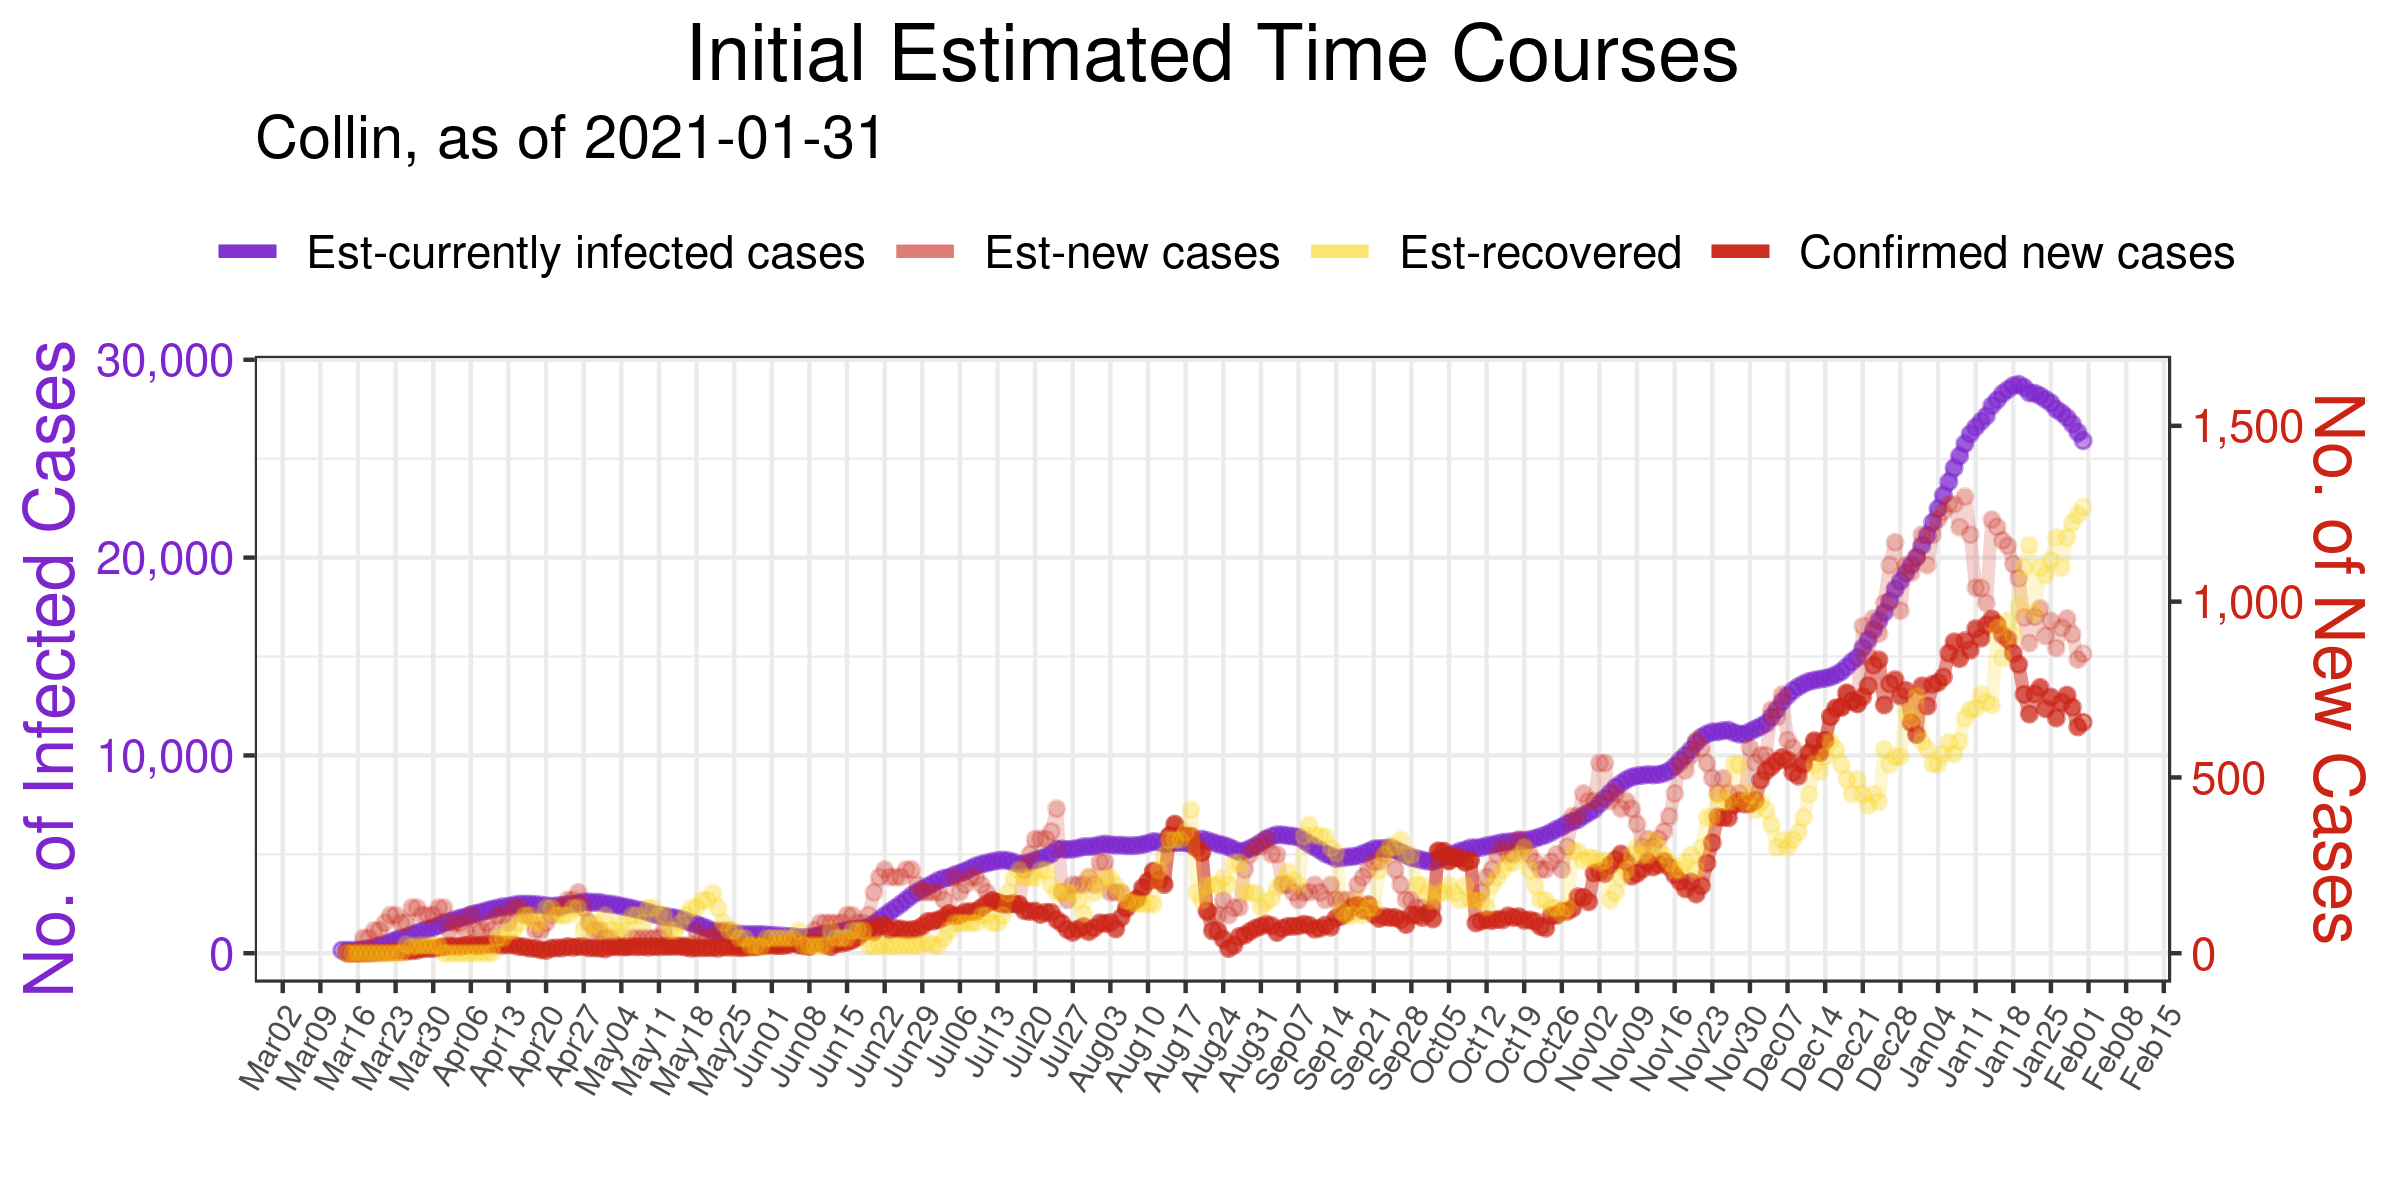 Initial Estimated Time Courses
Collin, as of 2021-01-31
Est-currently infected cases Est-new cases Est-recovered Confirmed new cases
No. of Infected Cases
30,000
20,000
10,000
0
1,500
1,000
500
0
No. of New Cases
Mar02 Mar09 Mar16 Mar23 Mar30 Apr06 Apr13 Apr20 Apr27 May04 May11 May18 May25 Jun01 Jun08 Jun15 Jun22 Jun29 Jul06 Jul13 Jul20 Jul27 Aug03 Aug10 Aug17 Aug24 Aug31 Sep07 Sep14 Sep21 Sep28 Oct05 Oct12 Oct19 Oct26 Nov02 Nov09 Nov16 Nov23 Nov30 Dec07 Dec14 Dec21 Dec28 Dec04 Jan11 Jan18 Jan18 Jan25 Feb01 Feb08 Feb15